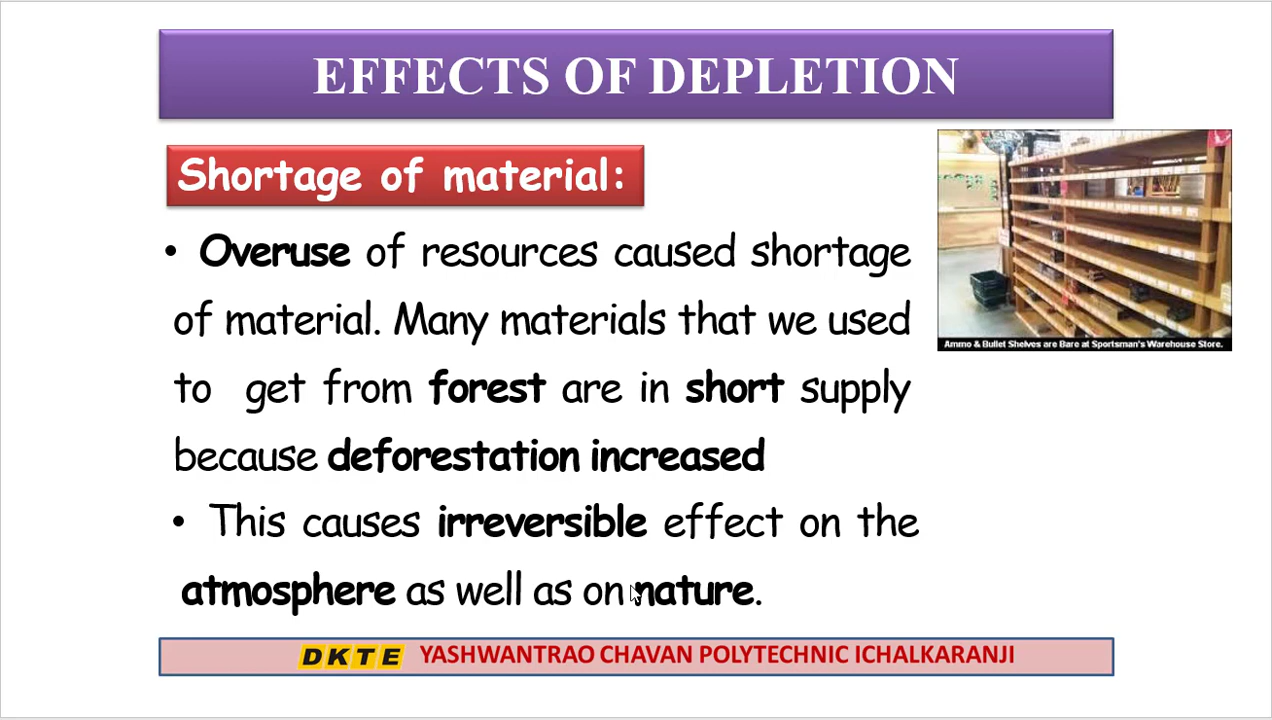 EFFECTS OF DEPLETION
Shortage of material:
• Overuse of resources caused shortage
of material. Many materials that we used
to get from forest are in short supply
because deforestation increased
• This causes irreversible effect on the
atmosphere as well as on nature.
Ammo & Bullet Shelves are Bare at Sportsman's Warehouse Store.
DKTE YASHWANTRAO CHAVAN POLYTECHNIC ICHALKARANJI